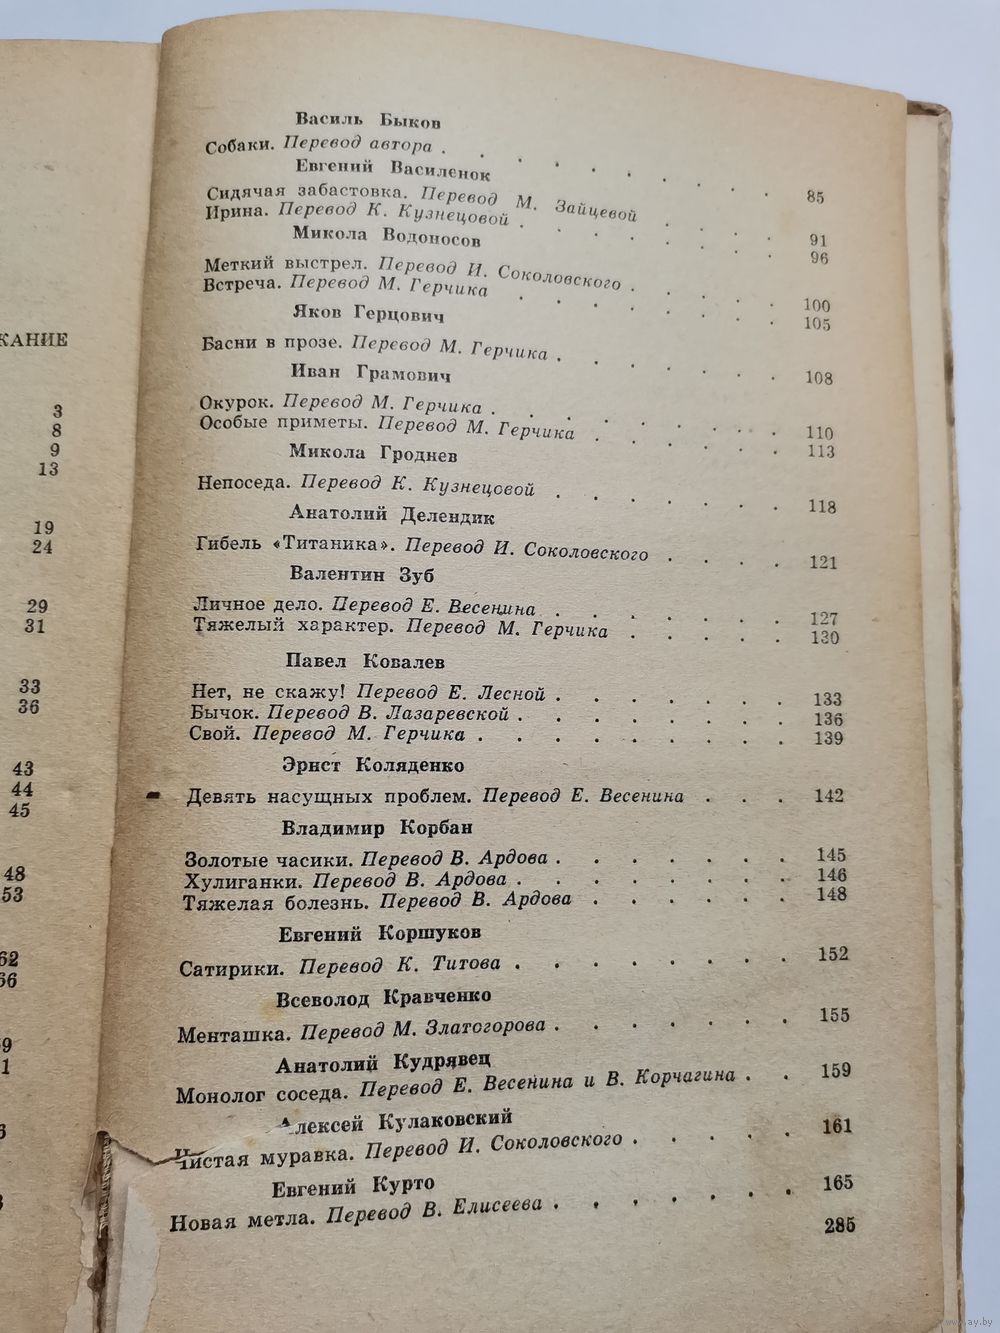 КАНИЕ
3
8
9
13
19
24
29
31
33
36
43
44
45
48
53
Василь Быков
Собаки. Перевод автора . . . . . . . . . 85
Евгений Василенок
Сидячая забастовка. Перевод М. Зайцевой . . . . 91
Ирина. Перевод К. Кузнецовой . . . . . . . 96
Микола Водоносов
Меткий выстрел. Перевод И. Соколовского . . . . 100
Встреча. Перевод М. Герчика . . . . . . . 105
Яков Герцович
Басни в прозе. Перевод М. Герчика . . . . . . 108
Иван Грамович
Окурок. Перевод М. Герчика . . . . . . . . 110
Особые приметы. Перевод М. Герчика . . . . . 113
Микола Гроднев
Непоседа. Перевод К. Кузнецовой . . . . . . 118
Анатолий Делендик
Гибель «Титаника». Перевод И. Соколовского . . . . 121
Валентин Зуб
Личное дело. Перевод Е. Весенина . . . . . . 127
Тяжелый характер. Перевод М. Герчика . . . . . 130
Павел Ковалев
Нет, не скажу! Перевод Е. Лесной . . . . . . 133
Бычок. Перевод В. Лазаревской . . . . . . . 136
Свой. Перевод М. Герчика . . . . . . . . . 139
Эрнст Коляденко
Девять насущных проблем. Перевод Е. Весенина . . . 142
Владимир Корбан
Золотые часики. Перевод В. Ардова . . . . . . . 145
Хулиганки. Перевод В. Ардова . . . . . . . . 146
Тяжелая болезнь. Перевод В. Ардова . . . . . . 148
Евгений Коршуков
Сатирики. Перевод К. Титова . . . . . . . . 152
Всеволод Кравченко
Менташка. Перевод М. Златогорова . . . . . . . 155
Анатолий Кудрявец
Монолог соседа. Перевод Е. Весенина и В. Корчагина . . 159
Алексей Кулаковский
Чистая муравка. Перевод И. Соколовского . . . . . 161
Евгений Курто
Новая метла. Перевод В. Елисеева . . . . . . . 165
285
www.ay.by